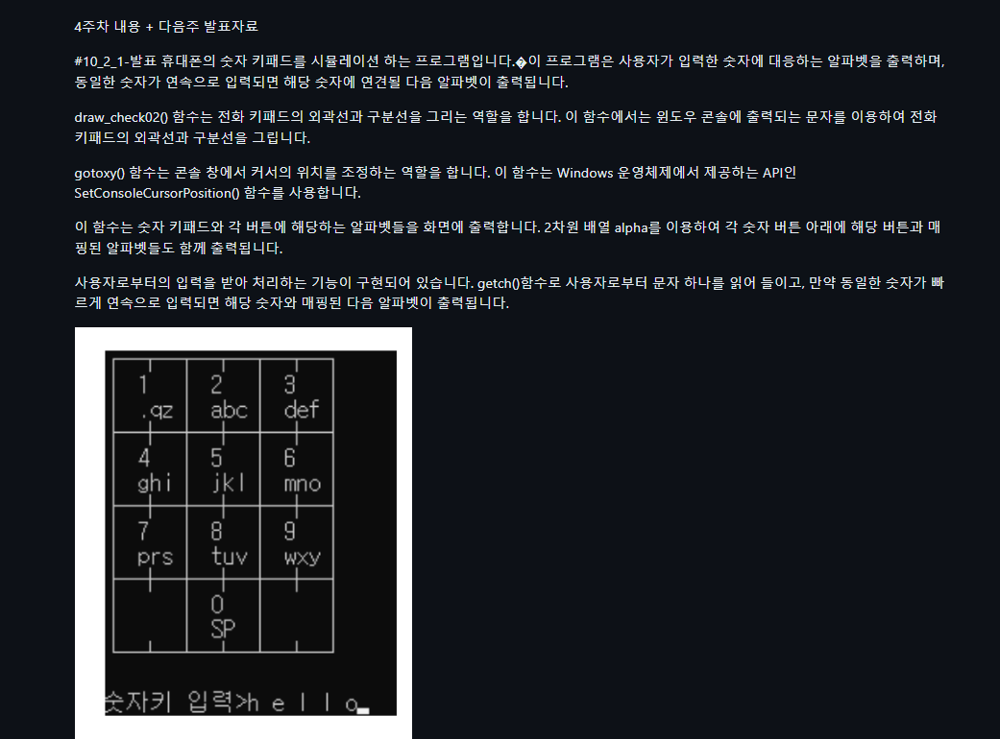 4주차 내용 + 다음주 발표자료
#10_2_1-발표 휴대폰의 숫자 키패드를 시뮬레이션 하는 프로그램입니다.�이 프로그램은 사용자가 입력한 숫자에 대응하는 알파벳을 출력하며,
동일한 숫자가 연속으로 입력되면 해당 숫자에 연견될 다음 알파벳이 출력됩니다.
draw_check02() 함수는 전화 키패드의 외곽선과 구분선을 그리는 역할을 합니다. 이 함수에서는 윈도우 콘솔에 출력되는 문자를 이용하여 전화
키패드의 외곽선과 구분선을 그립니다.
gotoxy() 함수는 콘솔 창에서 커서의 위치를 조정하는 역할을 합니다. 이 함수는 Windows 운영체제에서 제공하는 API인
SetConsoleCursorPosition() 함수를 사용합니다.
이 함수는 숫자 키패드와 각 버튼에 해당하는 알파벳들을 화면에 출력합니다. 2차원 배열 alpha를 이용하여 각 숫자 버튼 아래에 해당 버튼과 매
핑된 알파벳들도 함께 출력됩니다.
사용자로부터의 입력을 받아 처리하는 기능이 구현되어 있습니다. getch()함수로 사용자로부터 문자 하나를 읽어 들이고, 만약 동일한 숫자가 빠
르게 연속으로 입력되면 해당 숫자와 매핑된 다음 알파벳이 출력됩니다.
1 2 3
.qz abc def
4 5 6
ghi jkl mno
7 8 9
prs tuv wxy
0
SP
숫자키 입력>h e l l o